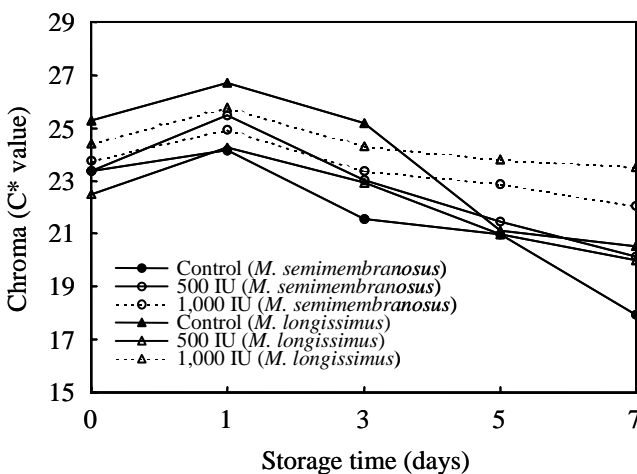 29
27
25
23
21
19
17
15
Chroma (C* value)
Control (M. semimembranosus)
500 IU (M. semimembranosus)
1,000 IU (M. semimembranosus)
Control (M. longissimus)
500 IU (M. longissimus)
1,000 IU (M. longissimus)
0 1 3 5 7
Storage time (days)